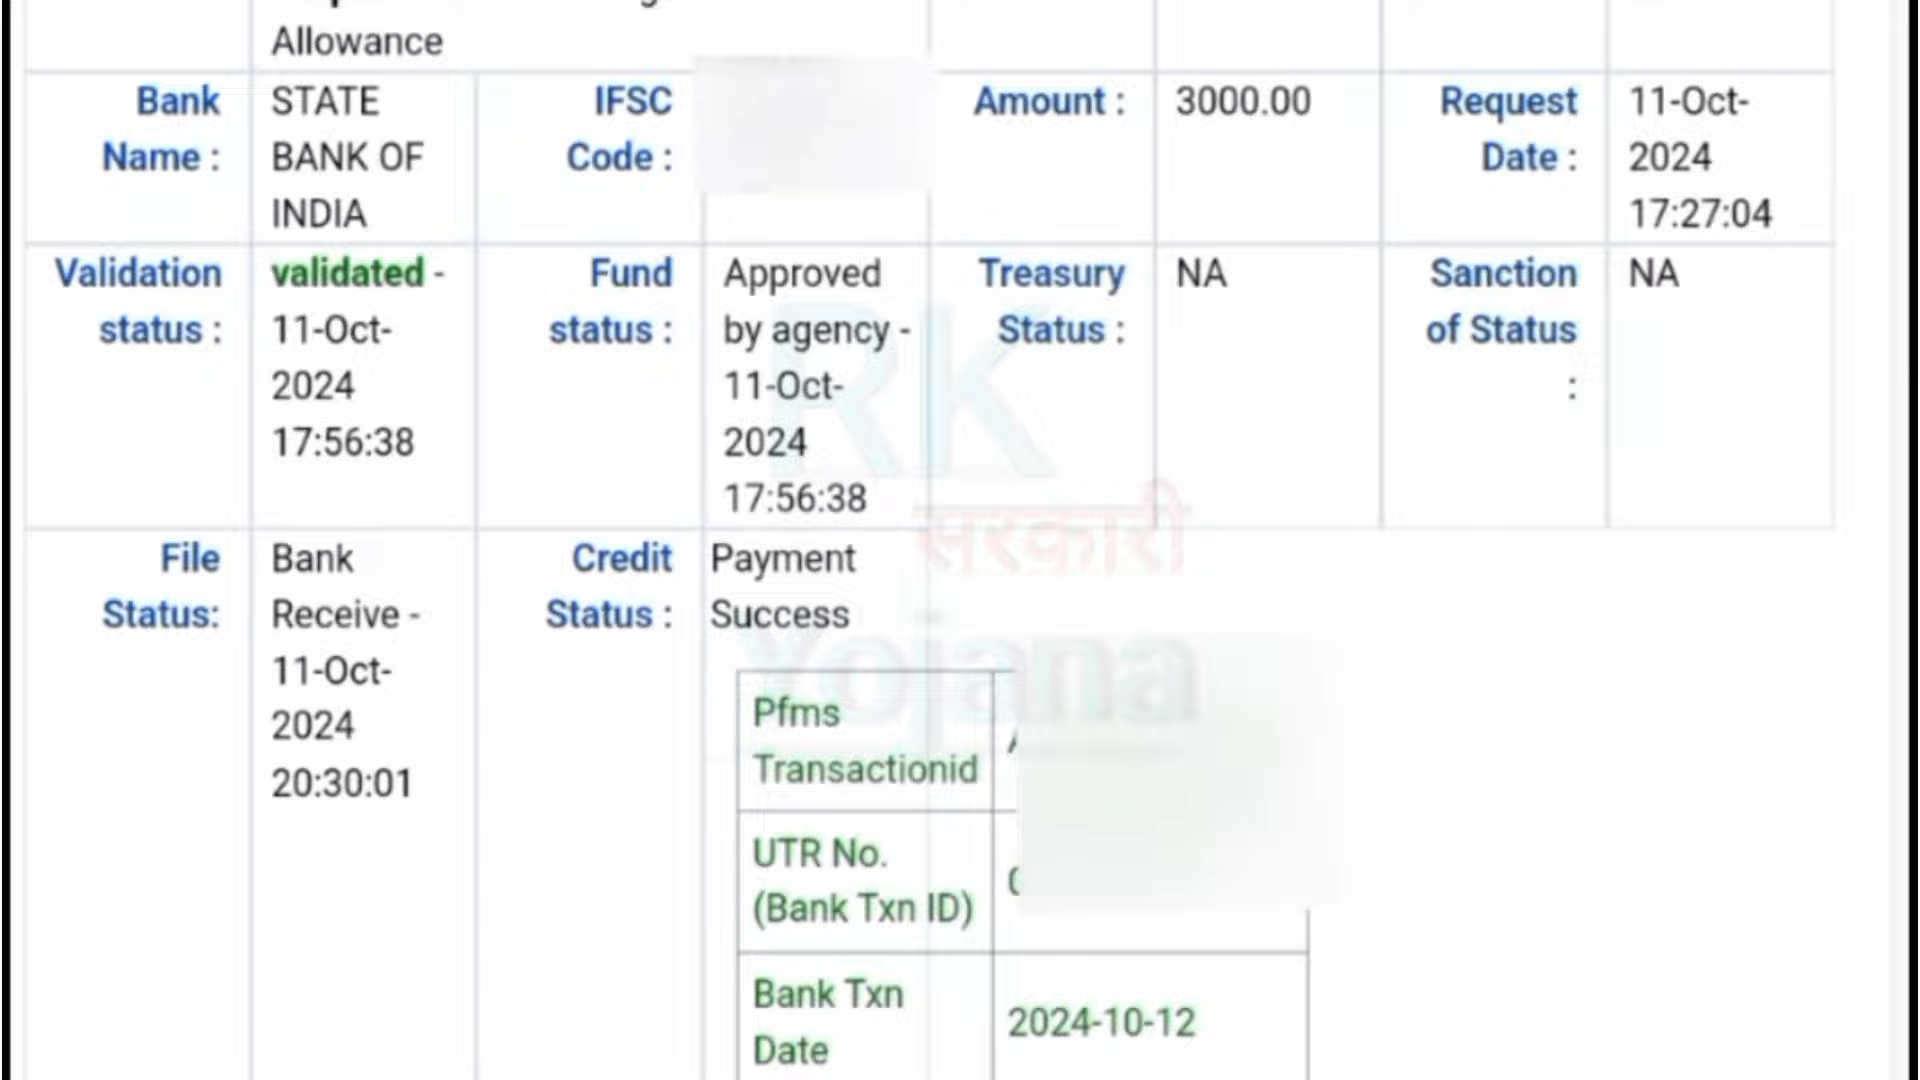 Allowance
Bank Name :
STATE BANK OF INDIA
IFSC Code :
Amount :
3000.00
Request Date :
11-Oct-2024 17:27:04
Validation status :
validated - 11-Oct-2024 17:56:38
Fund status :
Approved by agency - 11-Oct-2024 17:56:38
Treasury Status :
NA
Sanction of Status :
NA
File Status:
Bank Receive - 11-Oct-2024 20:30:01
Credit Status :
Payment Success
Pfms Transactionid
UTR No. (Bank Txn ID)
Bank Txn Date
2024-10-12
RK
सरकारी
Yojana